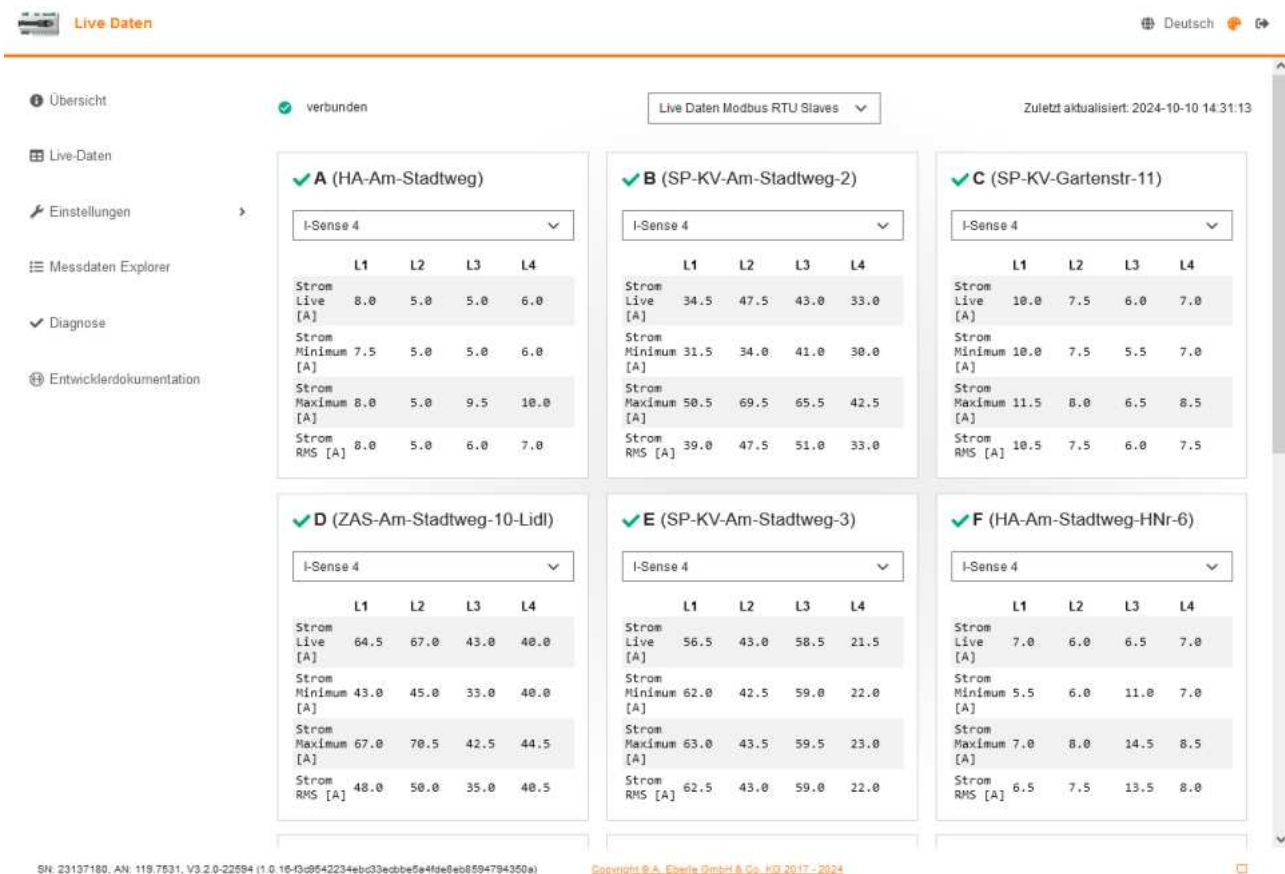 Live Daten
Deutsch
Übersicht
Live-Daten
Einstellungen
Messdaten Explorer
Diagnose
Entwicklerdokumentation
verbunden
Live Daten Modbus RTU Slaves
Zuletzt aktualisiert: 2024-10-10 14:31:13
A (HA-Am-Stadtweg)
I-Sense 4
L1 L2 L3 L4
Strom
Live 8.0 5.0 5.0 6.0
[A]
Strom
Minimum 7.5 5.0 5.0 6.0
[A]
Strom
Maximum 8.0 5.0 9.5 10.0
[A]
Strom
RMS [A] 8.0 5.0 6.0 7.0
B (SP-KV-Am-Stadtweg-2)
I-Sense 4
L1 L2 L3 L4
Strom
Live 34.5 47.5 43.0 33.0
[A]
Strom
Minimum 31.5 34.0 41.0 30.0
[A]
Strom
Maximum 50.5 69.5 65.5 42.5
[A]
Strom
RMS [A] 39.0 47.5 51.0 33.0
C (SP-KV-Gartenstr-11)
I-Sense 4
L1 L2 L3 L4
Strom
Live 10.0 7.5 6.0 7.0
[A]
Strom
Minimum 10.0 7.5 5.5 7.0
[A]
Strom
Maximum 11.5 8.0 6.5 8.5
[A]
Strom
RMS [A] 10.5 7.5 6.0 7.5
D (ZAS-Am-Stadtweg-10-Lidl)
I-Sense 4
L1 L2 L3 L4
Strom
Live 64.5 67.0 43.0 40.0
[A]
Strom
Minimum 43.0 45.0 33.0 40.0
[A]
Strom
Maximum 67.0 70.5 42.5 44.5
[A]
Strom
RMS [A] 48.0 50.0 35.0 40.5
E (SP-KV-Am-Stadtweg-3)
I-Sense 4
L1 L2 L3 L4
Strom
Live 56.5 43.0 58.5 21.5
[A]
Strom
Minimum 62.0 42.5 59.0 22.0
[A]
Strom
Maximum 63.0 43.5 59.5 23.0
[A]
Strom
RMS [A] 62.5 43.0 59.0 22.0
F (HA-Am-Stadtweg-HNr-6)
I-Sense 4
L1 L2 L3 L4
Strom
Live 7.0 6.0 6.5 7.0
[A]
Strom
Minimum 5.5 6.0 11.0 7.0
[A]
Strom
Maximum 7.0 8.0 14.5 8.5
[A]
Strom
RMS [A] 6.5 7.5 13.5 8.0
SN: 23137180, AN: 119.7531, V3.2.0-22594
Copyright © A. Eberle GmbH & Co. KG 2017 - 2024